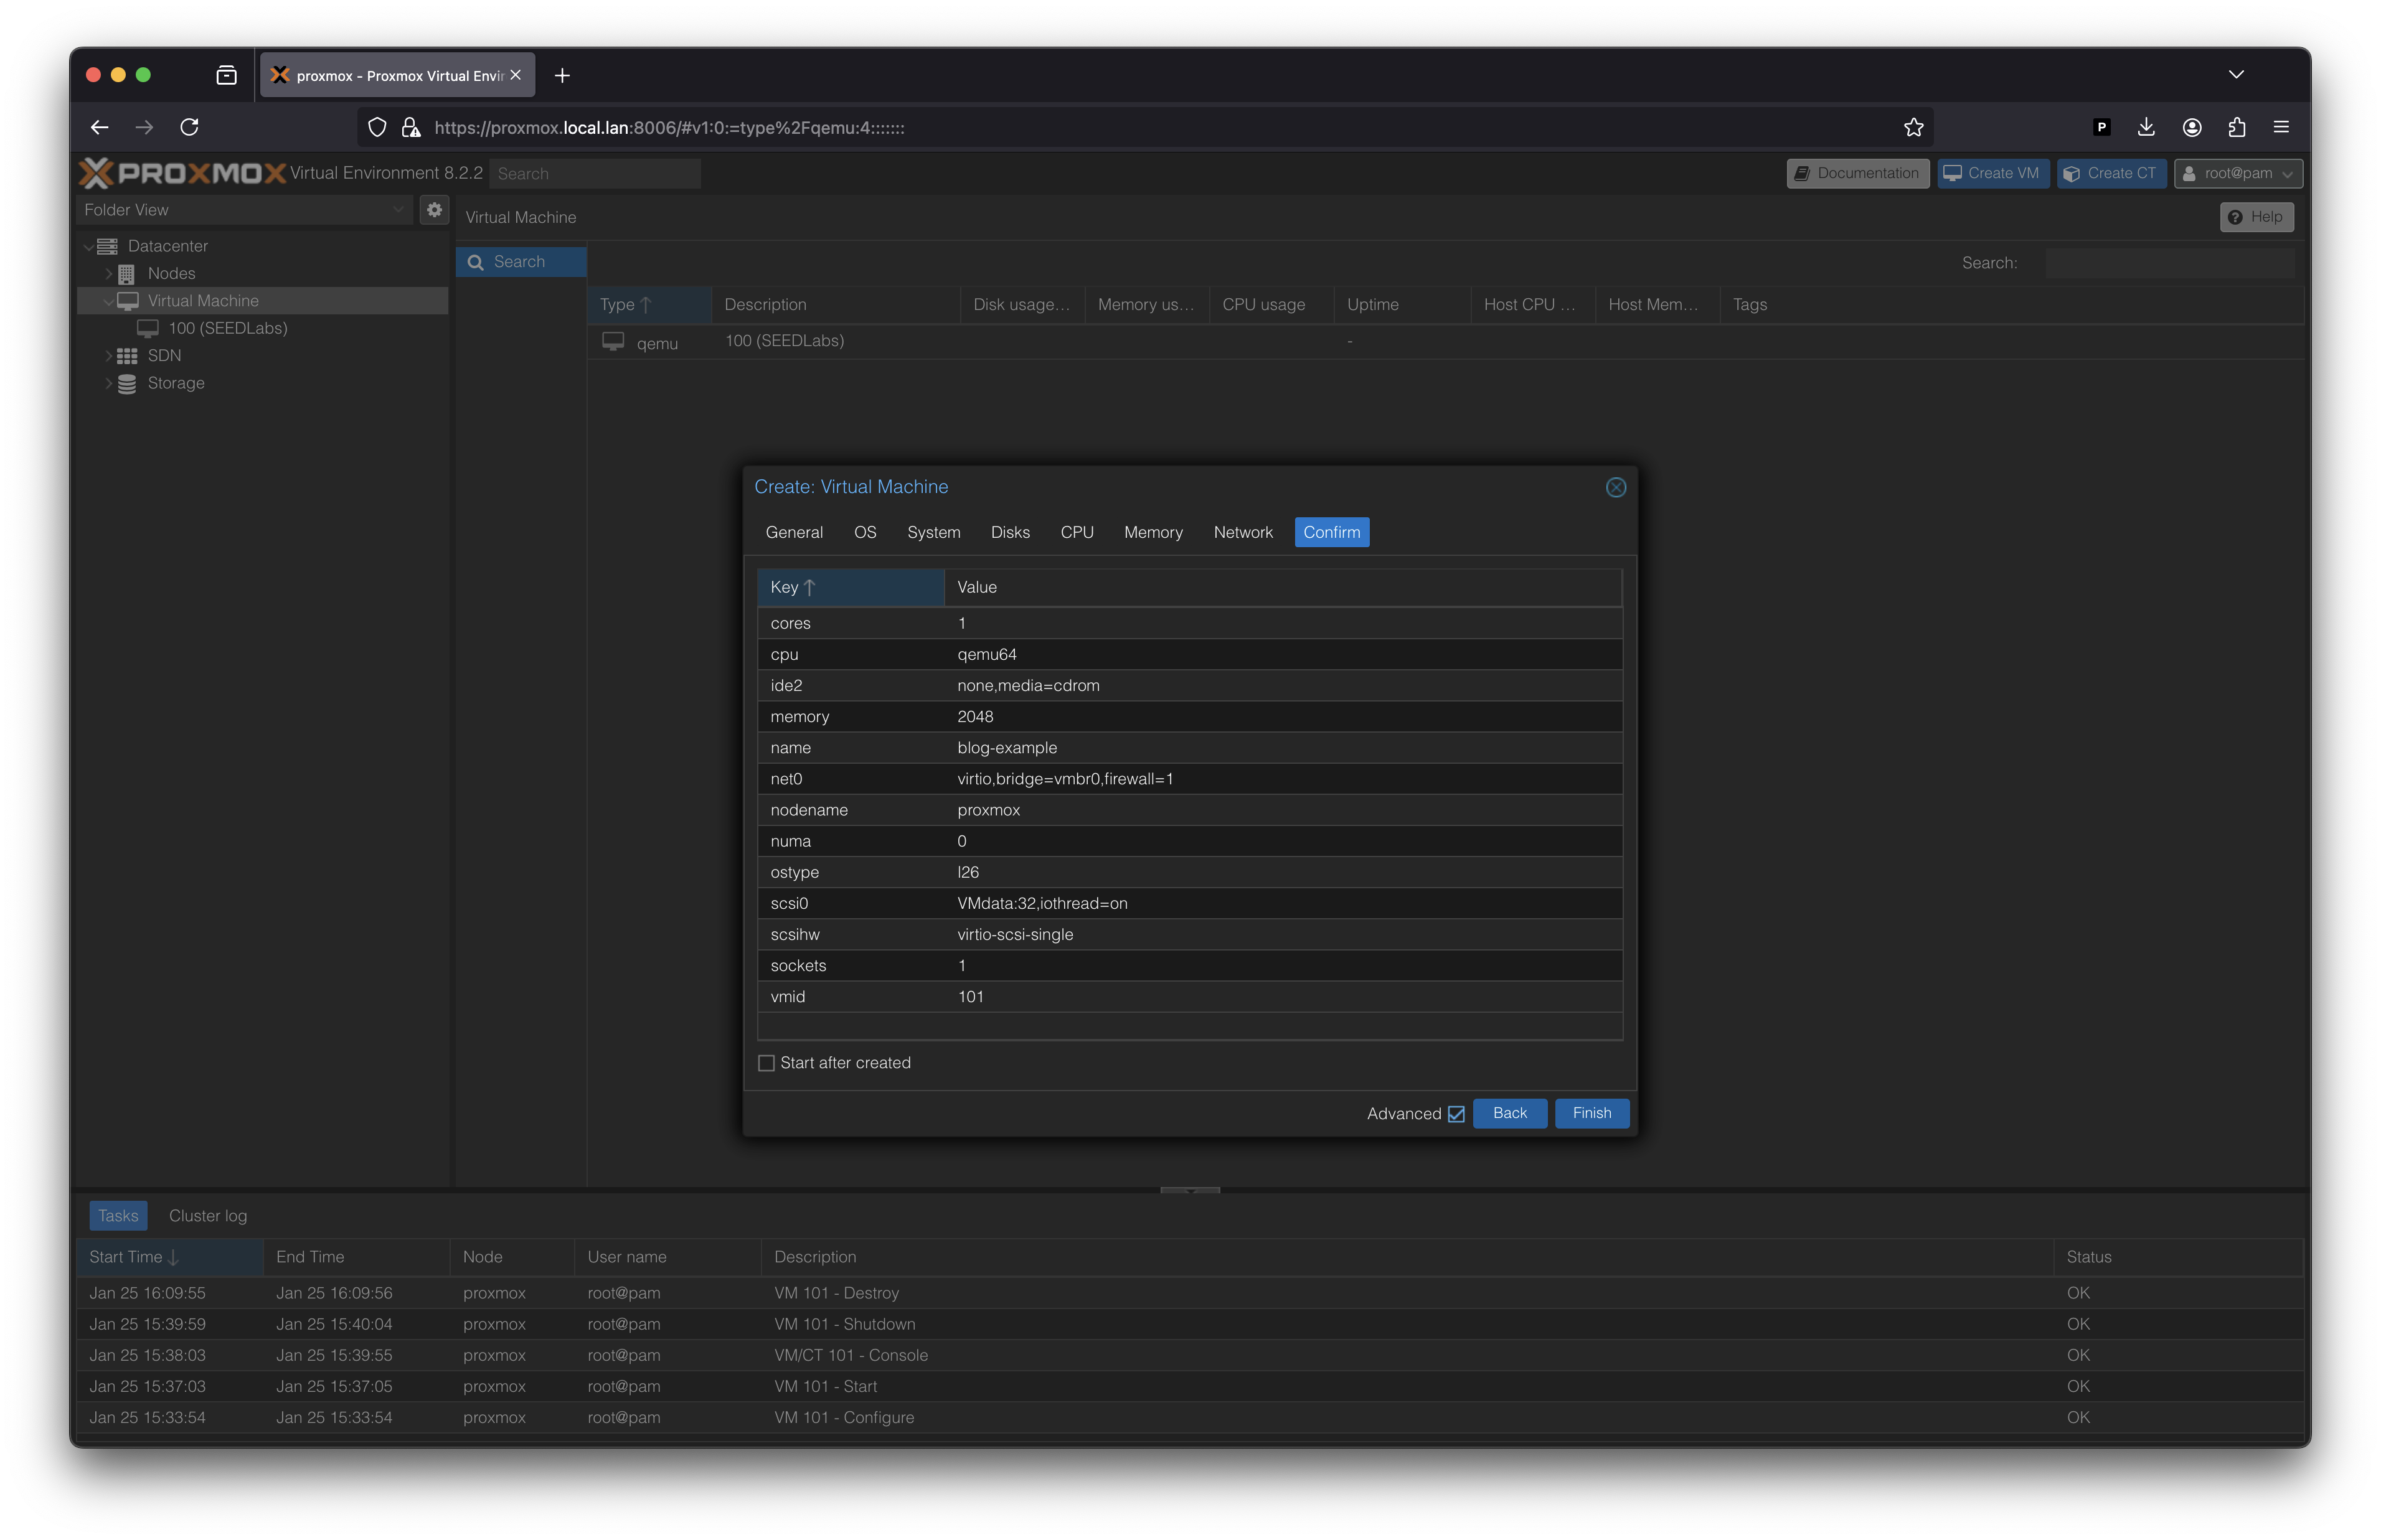 proxmox - Proxmox Virtual Envir
https://proxmox.local.lan:8006/#v1:0:=type%2Fqemu:4:::::::
P
PROXMOX Virtual Environment 8.2.2 Search Documentation Create VM Create CT root@pam
Folder View
Virtual Machine Help
Datacenter
Nodes
Virtual Machine
100 (SEEDLabs)
SDN
Storage
Search
Search:
Type Description Disk usage... Memory us... CPU usage Uptime Host CPU ... Host Mem... Tags
qemu 100 (SEEDLabs) -
Create: Virtual Machine
General OS System Disks CPU Memory Network Confirm
Key Value
cores 1
cpu qemu64
ide2 none,media=cdrom
memory 2048
name blog-example
net0 virtio,bridge=vmbr0,firewall=1
nodename proxmox
numa 0
ostype l26
scsi0 VMdata:32,iothread=on
scsihw virtio-scsi-single
sockets 1
vmid 101
Start after created
Advanced Back Finish
Tasks Cluster log
Start Time End Time Node User name Description Status
Jan 25 16:09:55 Jan 25 16:09:56 proxmox root@pam VM 101 - Destroy OK
Jan 25 15:39:59 Jan 25 15:40:04 proxmox root@pam VM 101 - Shutdown OK
Jan 25 15:38:03 Jan 25 15:39:55 proxmox root@pam VM/CT 101 - Console OK
Jan 25 15:37:03 Jan 25 15:37:05 proxmox root@pam VM 101 - Start OK
Jan 25 15:33:54 Jan 25 15:33:54 proxmox root@pam VM 101 - Configure OK